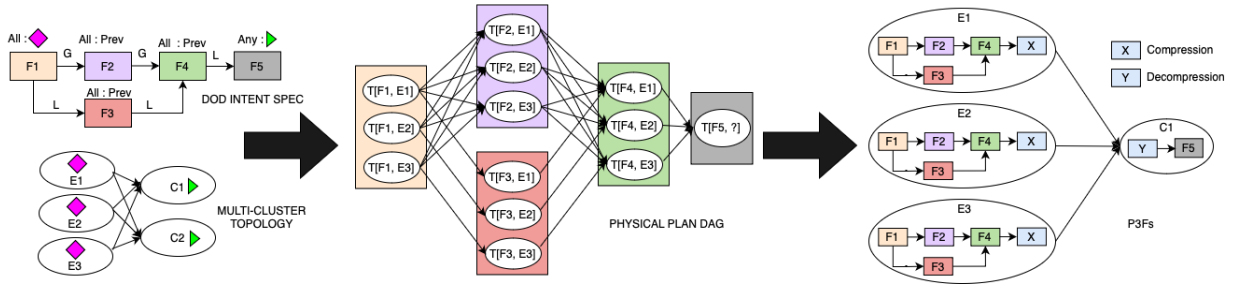 All :
All : Prev
All : Prev
Any :
F1
G
F2
G
F4
L
F5
All : Prev
L
F3
L
DOD INTENT SPEC
E1
E2
E3
C1
C2
MULTI-CLUSTER
TOPOLOGY
T[F1, E1]
T[F1, E2]
T[F1, E3]
T[F2, E1]
T[F2, E2]
T[F2, E3]
T[F3, E1]
T[F3, E2]
T[F3, E3]
T[F4, E1]
T[F4, E2]
T[F4, E3]
T[F5, ?]
PHYSICAL PLAN DAG
E1
F1
F2
F4
X
F3
E2
F1
F2
F4
X
F3
E3
F1
F2
F4
X
F3
X
Compression
Y
Decompression
C1
Y
F5
P3Fs